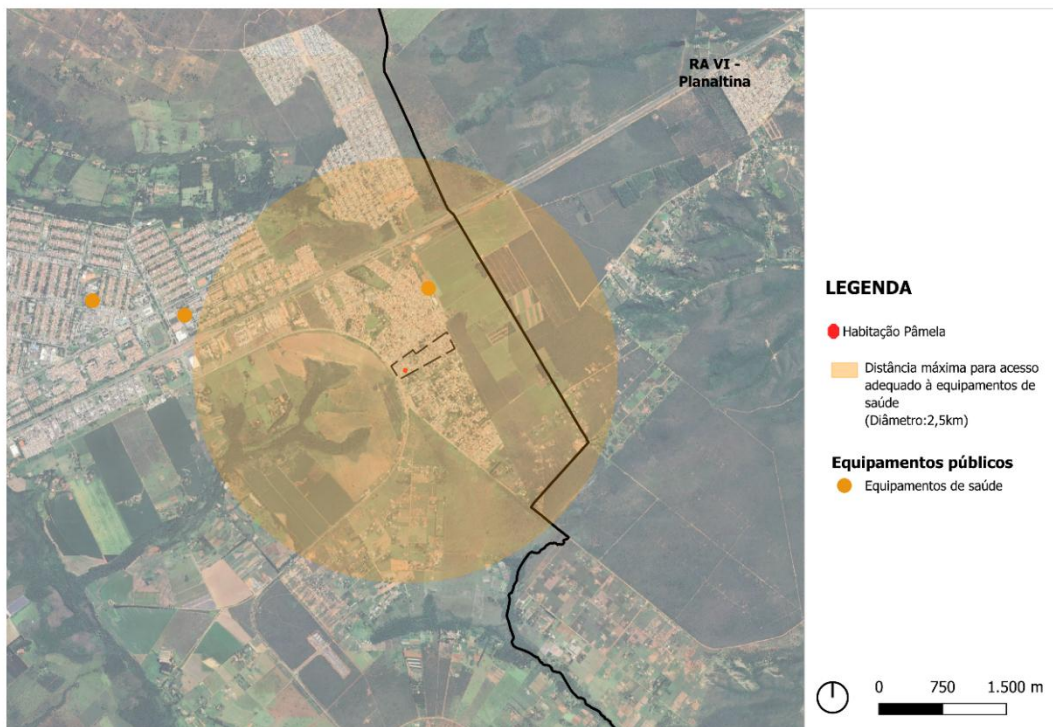 RA VI -
Planaltina
LEGENDA
Habitação Pâmela
Distância máxima para acesso
adequado à equipamentos de
saúde
(Diâmetro:2,5km)
Equipamentos públicos
Equipamentos de saúde
0 750 1.500 m